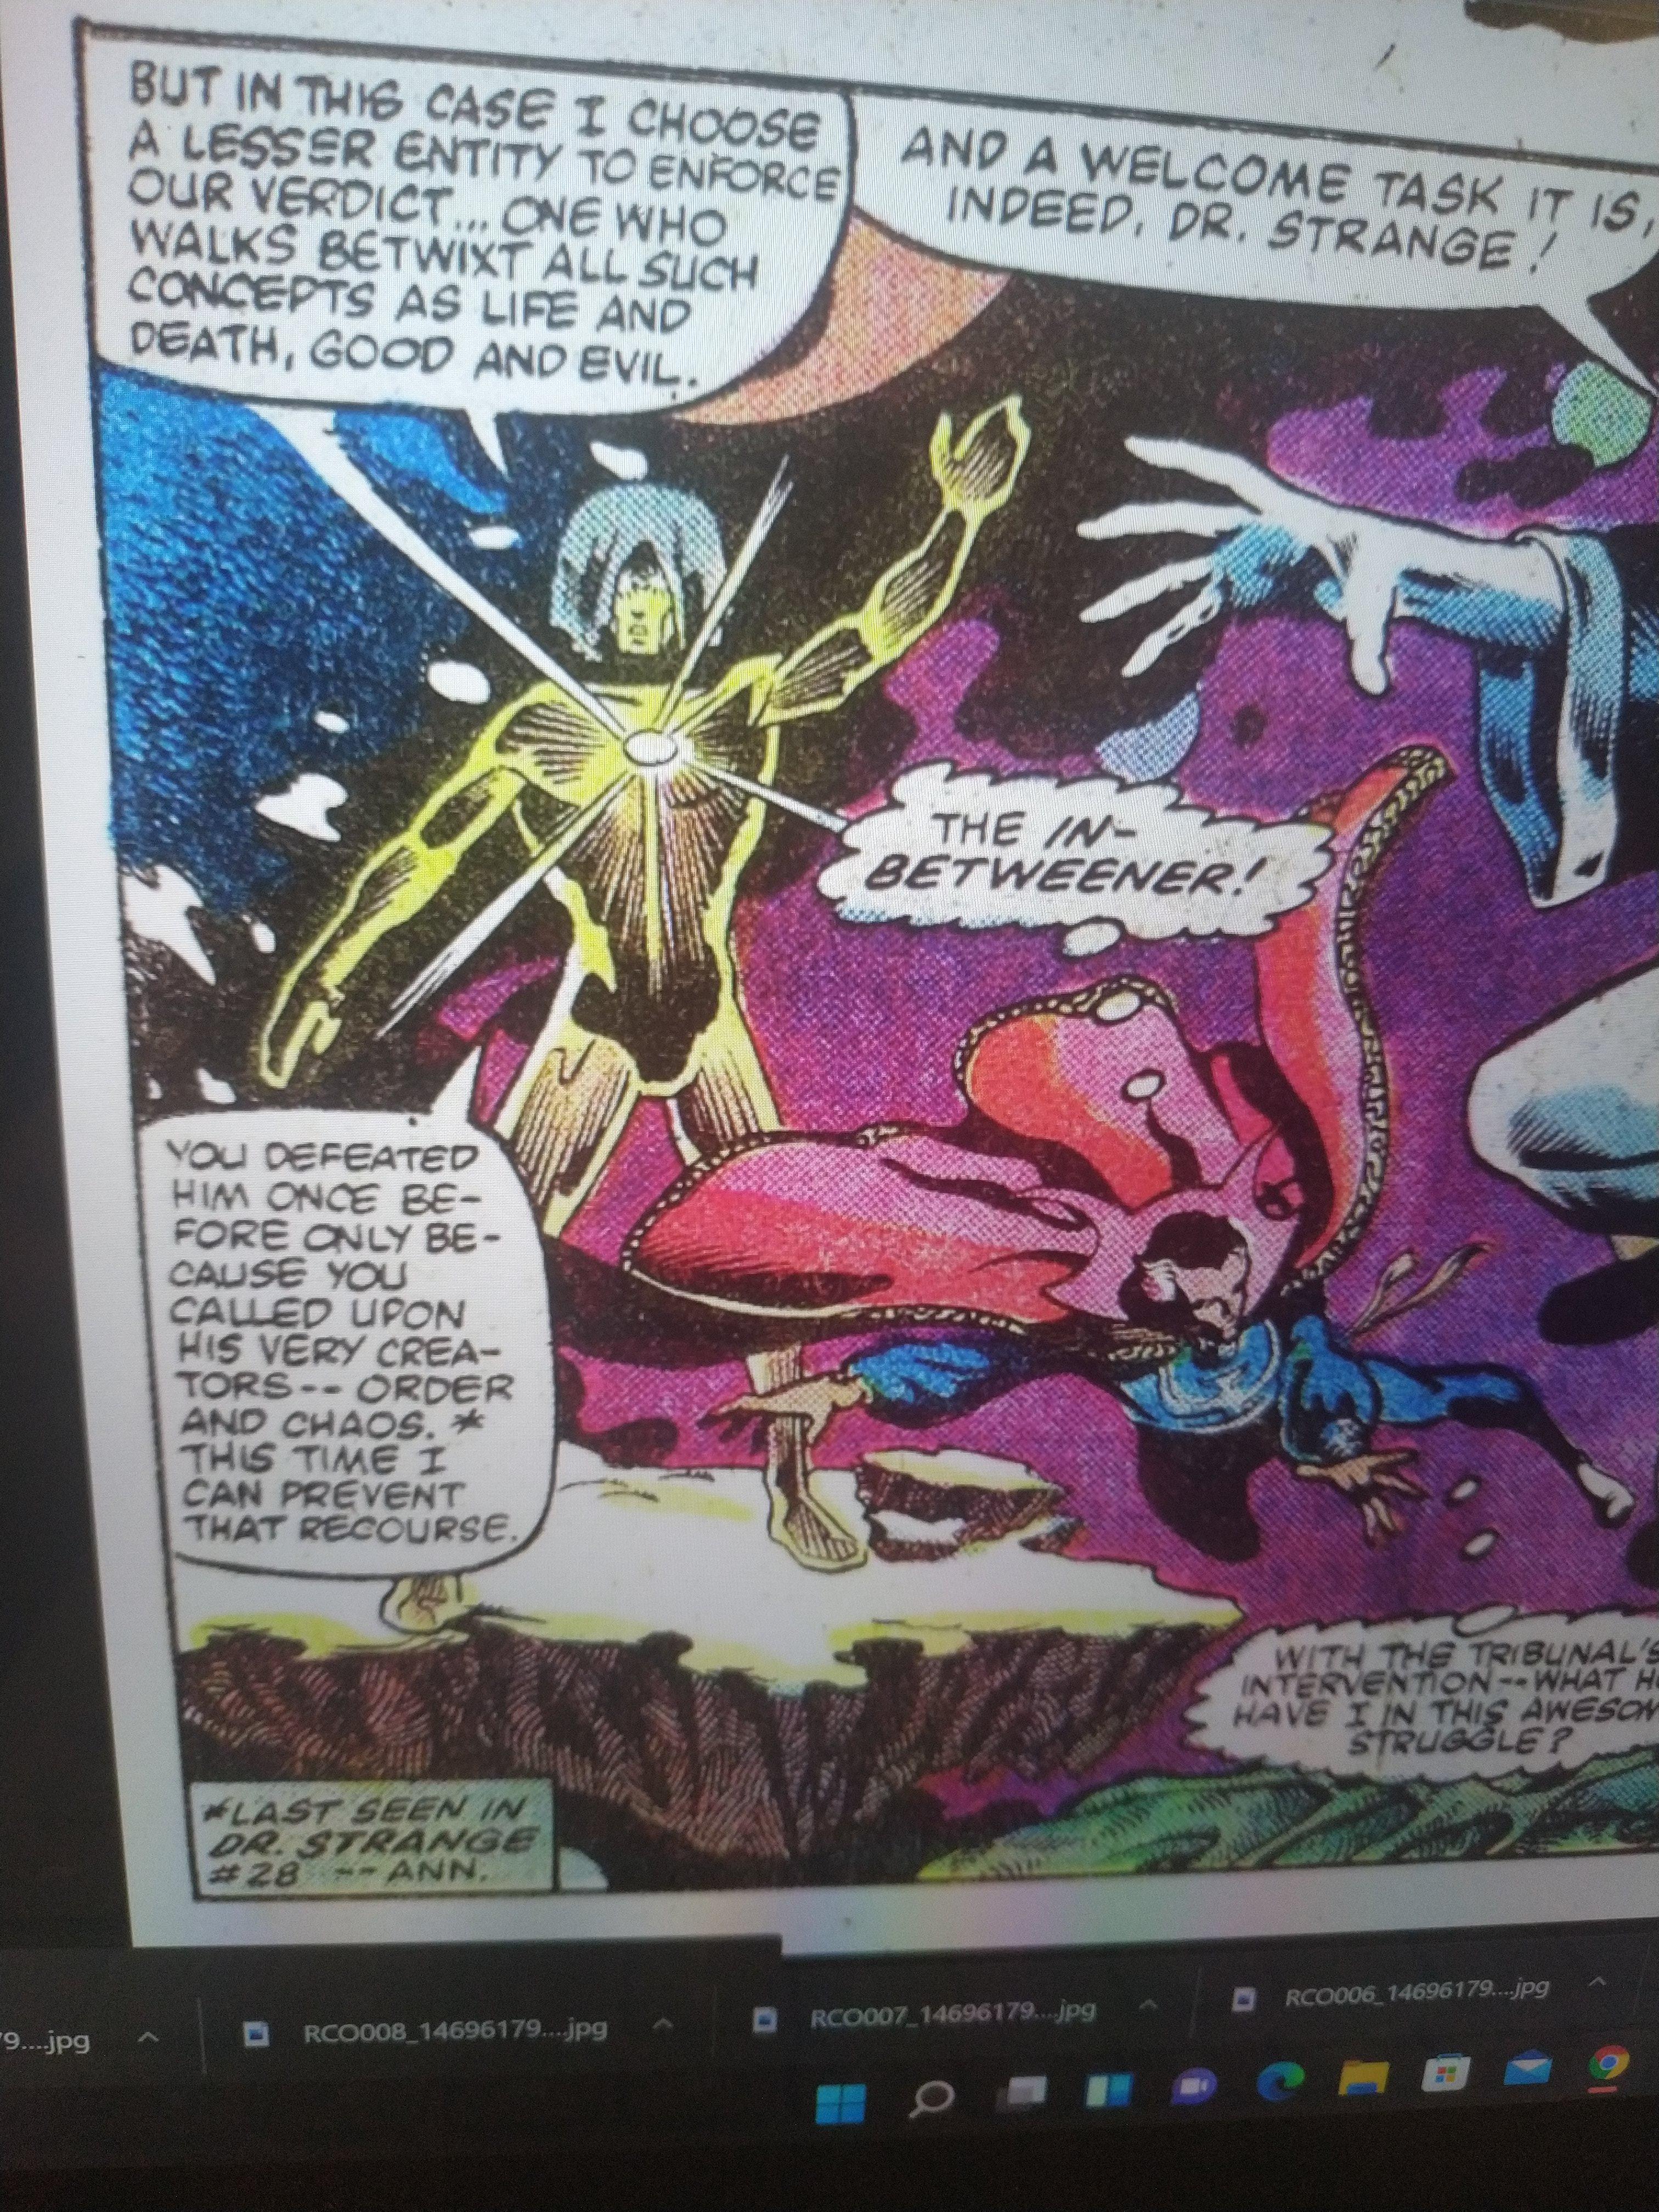 BUT IN THIS CASE I CHOOSE
A LESSER ENTITY TO ENFORCE
OUR VERDICT... ONE WHO
WALKS BETWIXT ALL SUCH
CONCEPTS AS LIFE AND
DEATH, GOOD AND EVIL.
AND A WELCOME TASK IT IS,
INDEED, DR. STRANGE!
THE IN-
BETWEENER!
YOU DEFEATED
HIM ONCE BE-
FORE ONLY BE-
CAUSE YOU
CALLED UPON
HIS VERY CREA-
TORS-- ORDER
AND CHAOS. *
THIS TIME I
CAN PREVENT
THAT RECOURSE.
WITH THE TRIBUNAL'S
INTERVENTION--WHAT
HAVE I IN THIS
STRUGGLE?
*LAST SEEN IN
DR. STRANGE
#28 -- ANN.
9....jpg
RCO008_14696179....jpg
RCO007_14696179....jpg
RCO006_14696179....jpg